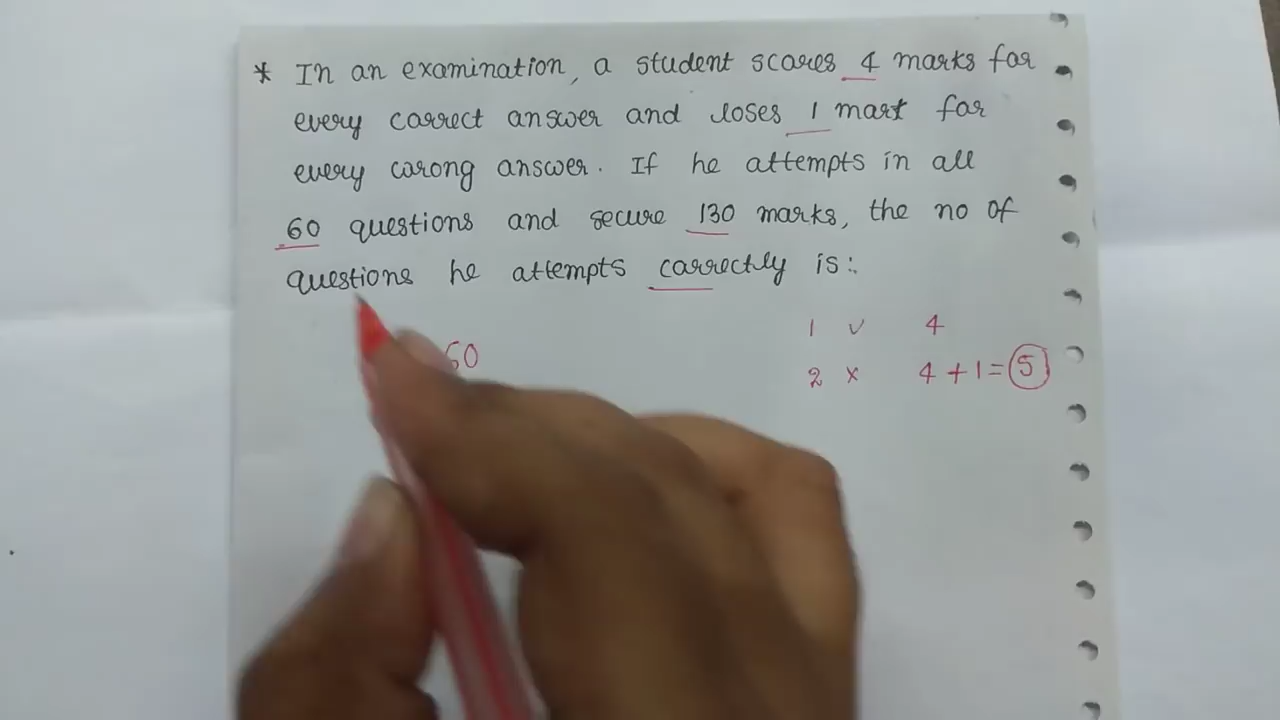 * In an examination, a student scores 4 marks for
every correct answer and loses 1 mark for
every wrong answer. If he attempts in all
60 questions and secure 130 marks, the no of
questions he attempts correctly is:
1 ✓ 4
60
2 × 4+1=5